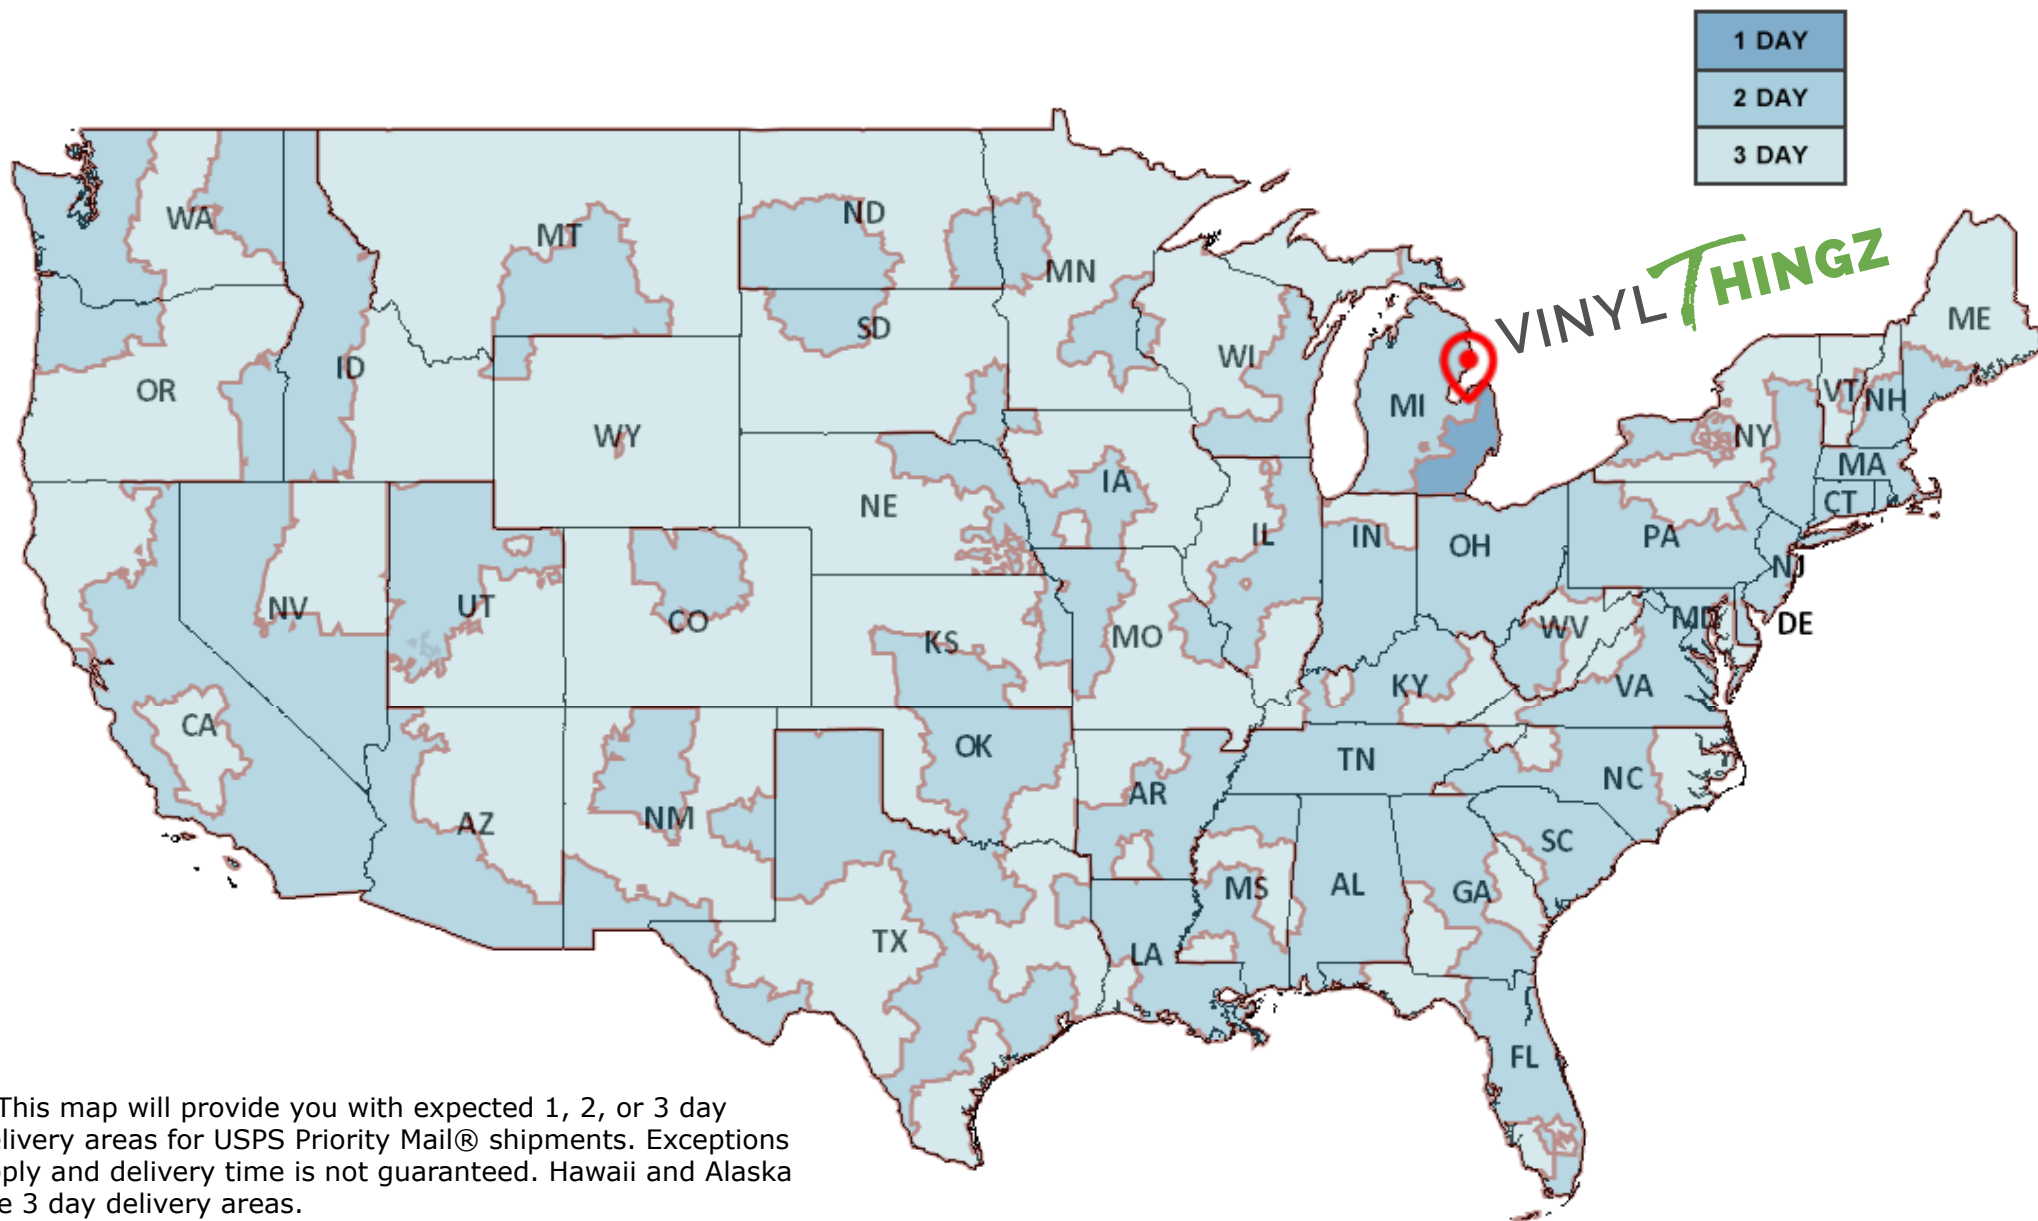 1 DAY
2 DAY
3 DAY
VINYL THINGZ
WA
MT
ND
MN
ME
SD
WI
ID
OR
MI
VT
NH
WY
NY
IA
MA
NE
CT
IL
IN
OH
PA
NJ
NV
UT
CO
KS
MO
WV
MD
DE
KY
VA
CA
OK
TN
AZ
NM
AR
NC
SC
MS
AL
GA
TX
LA
FL
This map will provide you with expected 1, 2, or 3 day
elivery areas for USPS Priority Mail® shipments. Exceptions
ply and delivery time is not guaranteed. Hawaii and Alaska
e 3 day delivery areas.